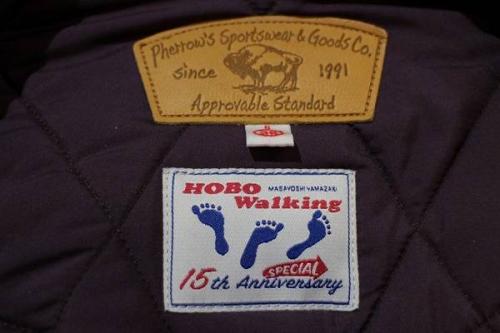 Pherrow's Sportswear & Goods Co.
since 1991
Approvable Standard
HOBO MASAYOSHI YAMAZAKI
Walking
SPECIAL
15th Anniversary